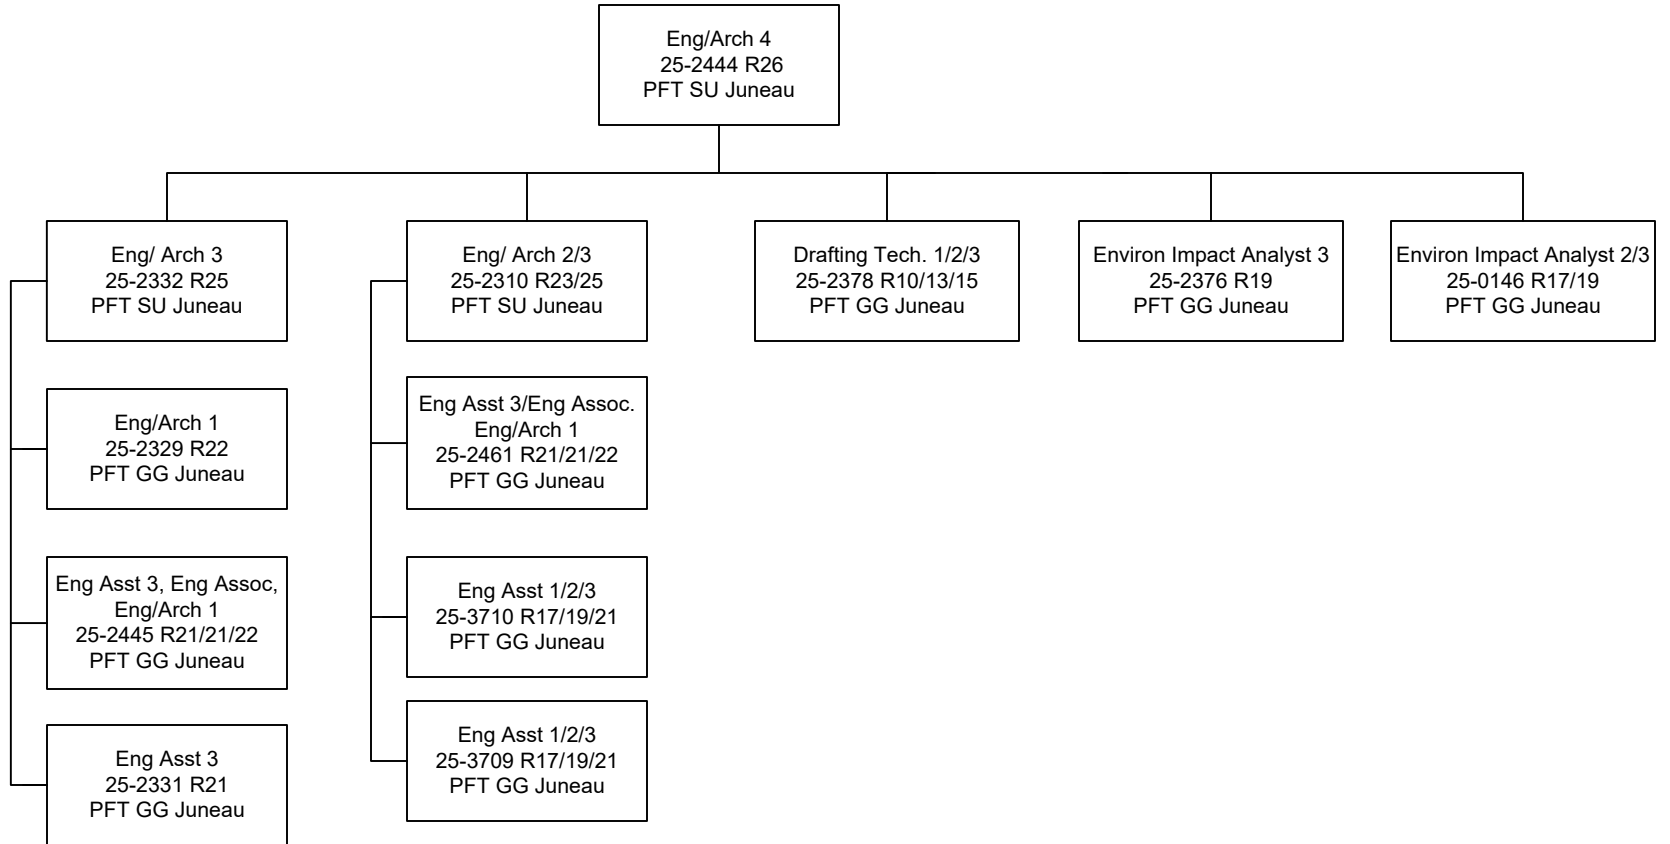 Eng/Arch 4
25-2444 R26
PFT SU Juneau
Eng/ Arch 3
25-2332 R25
PFT SU Juneau
Eng/ Arch 2/3
25-2310 R23/25
PFT SU Juneau
Drafting Tech. 1/2/3
25-2378 R10/13/15
PFT GG Juneau
Environ Impact Analyst 3
25-2376 R19
PFT GG Juneau
Environ Impact Analyst 2/3
25-0146 R17/19
PFT GG Juneau
Eng/Arch 1
25-2329 R22
PFT GG Juneau
Eng Asst 3/Eng Assoc.
Eng/Arch 1
25-2461 R21/21/22
PFT GG Juneau
Eng Asst 3, Eng Assoc,
Eng/Arch 1
25-2445 R21/21/22
PFT GG Juneau
Eng Asst 1/2/3
25-3710 R17/19/21
PFT GG Juneau
Eng Asst 3
25-2331 R21
PFT GG Juneau
Eng Asst 1/2/3
25-3709 R17/19/21
PFT GG Juneau